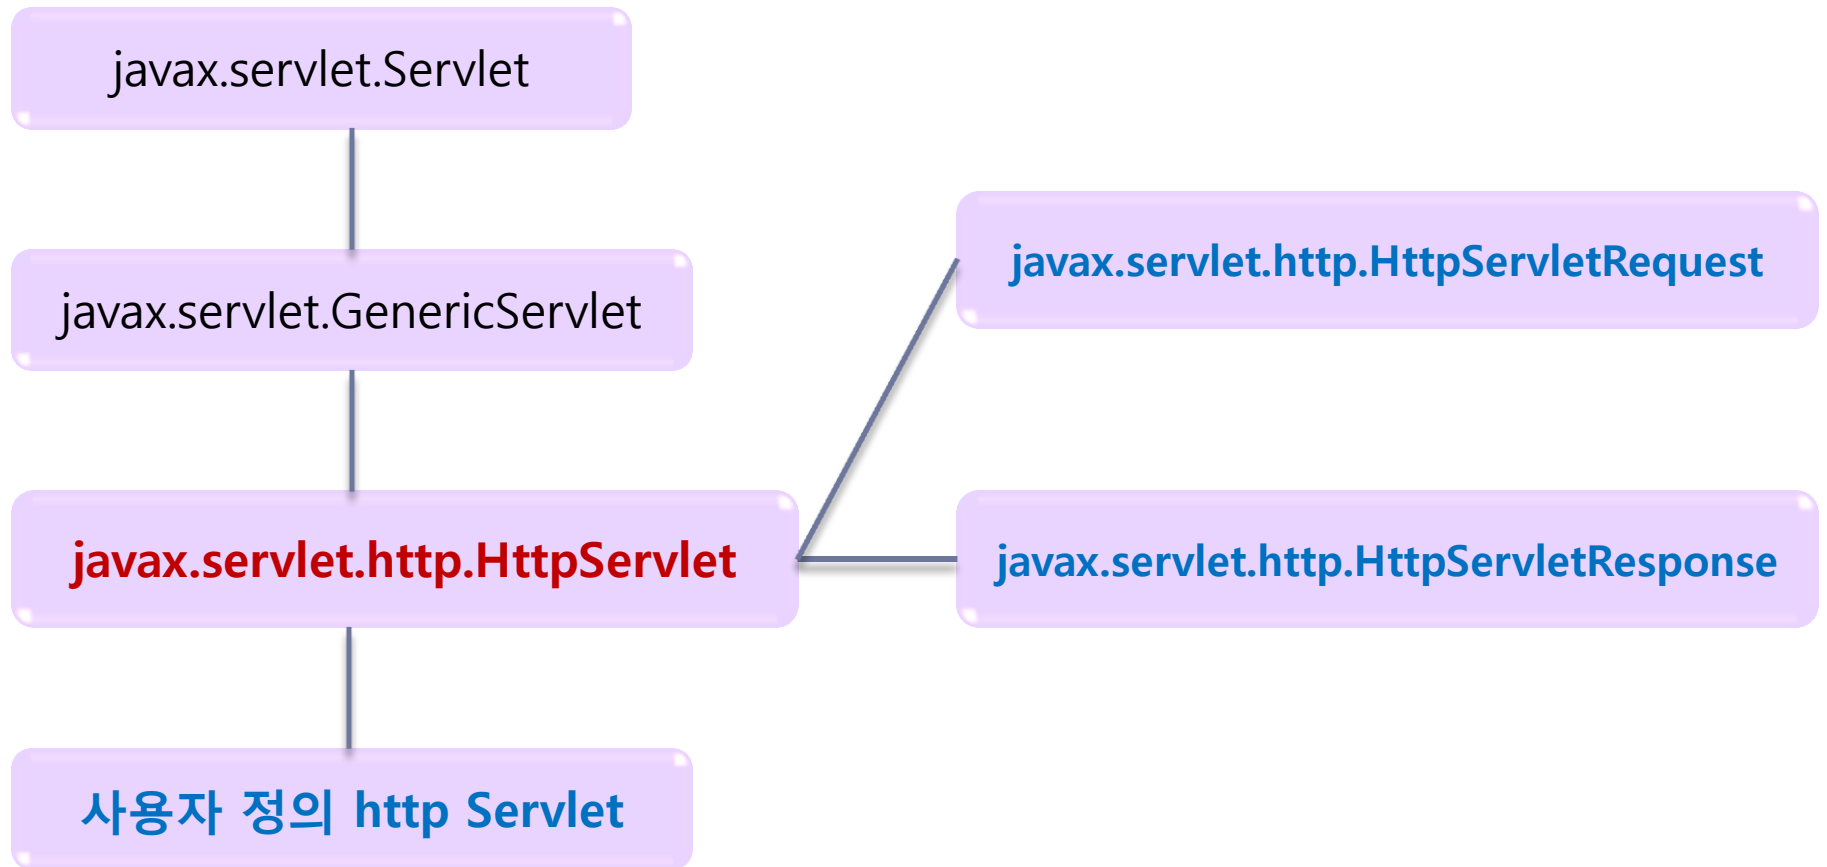 javax.servlet.Servlet
javax.servlet.GenericServlet
javax.servlet.http.HttpServlet
사용자 정의 http Servlet
javax.servlet.http.HttpServletRequest
javax.servlet.http.HttpServletResponse